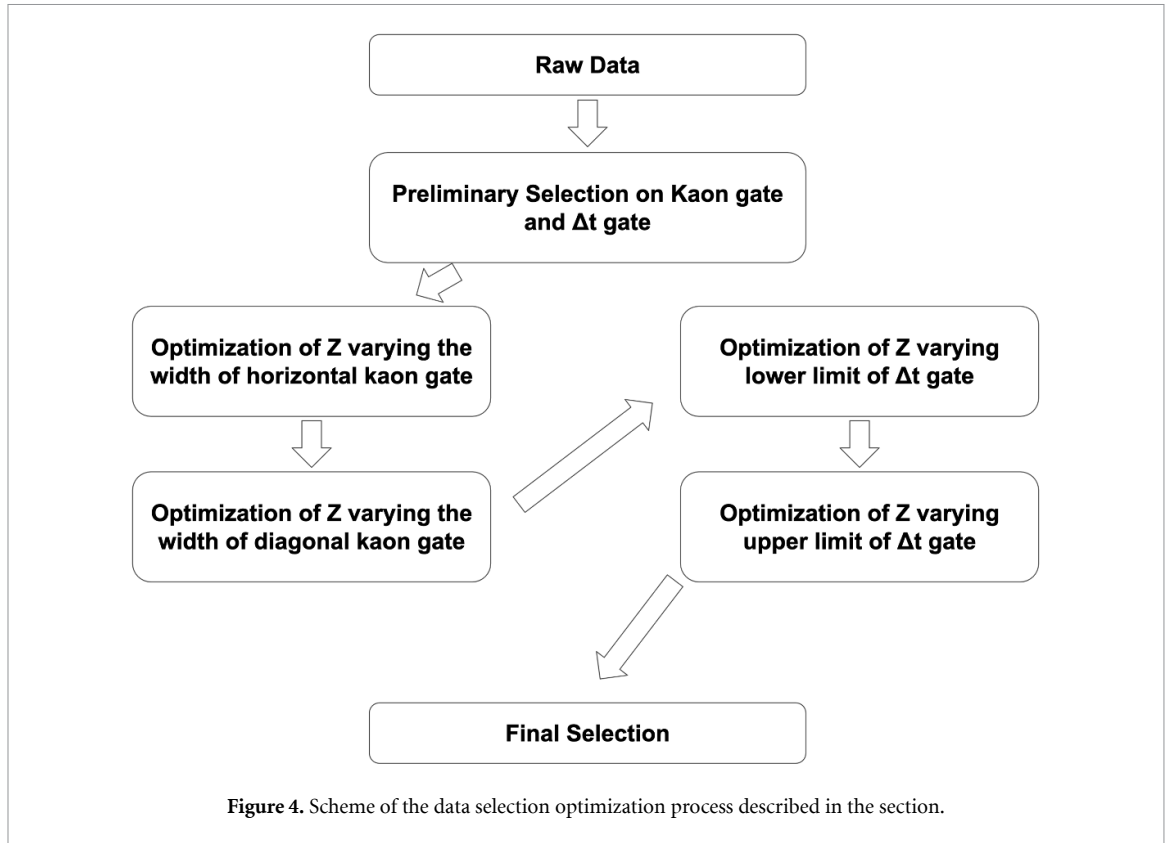 Raw Data
Preliminary Selection on Kaon gate
and Δt gate
Optimization of Z varying the
width of horizontal kaon gate
Optimization of Z varying the
width of diagonal kaon gate
Optimization of Z varying
lower limit of Δt gate
Optimization of Z varying
upper limit of Δt gate
Final Selection
Figure 4. Scheme of the data selection optimization process described in the section.